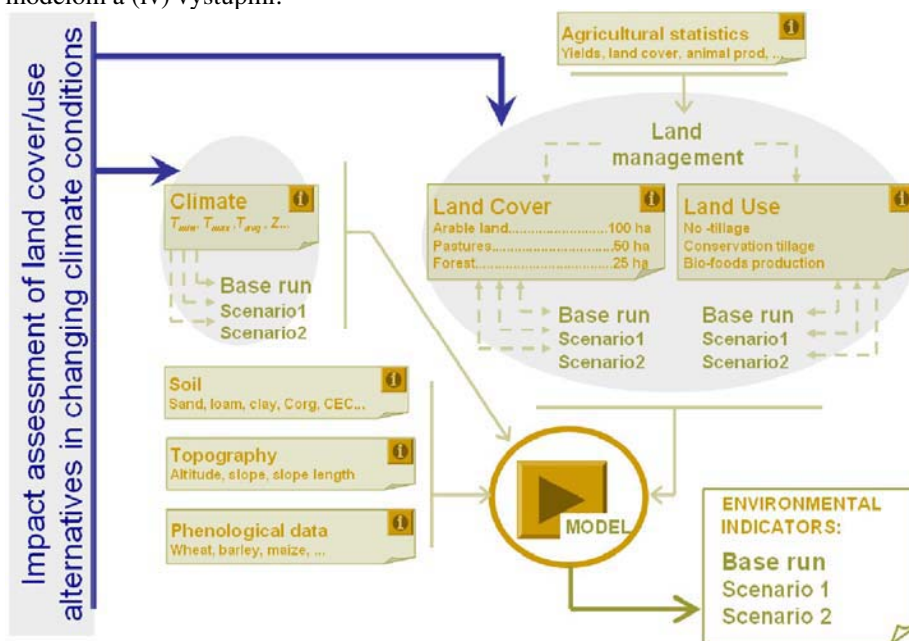 modelom a (iv) výstupmi.
Impact assessment of land cover/use
alternatives in changing climate conditions
Agricultural statistics
Yields, land cover, animal prod, ...
Land
management
Climate
Tmin, Tmax, Tavg, Z...
Base run
Scenario1
Scenario2
Land Cover
Arable land.......................100 ha
Pastures............................50 ha
Forest................................25 ha
Base run
Scenario1
Scenario2
Land Use
No -tillage
Conservation tillage
Bio-foods production
Base run
Scenario1
Scenario2
Soil
Sand, loam, clay, Corg, CEC...
Topography
Altitude, slope, slope length
Phenological data
Wheat, barley, maize, ...
MODEL
ENVIRONMENTAL
INDICATORS:
Base run
Scenario 1
Scenario 2